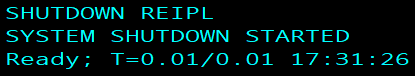 SHUTDOWN REIPL
SYSTEM SHUTDOWN STARTED
Ready; T=0.01/0.01 17:31:26